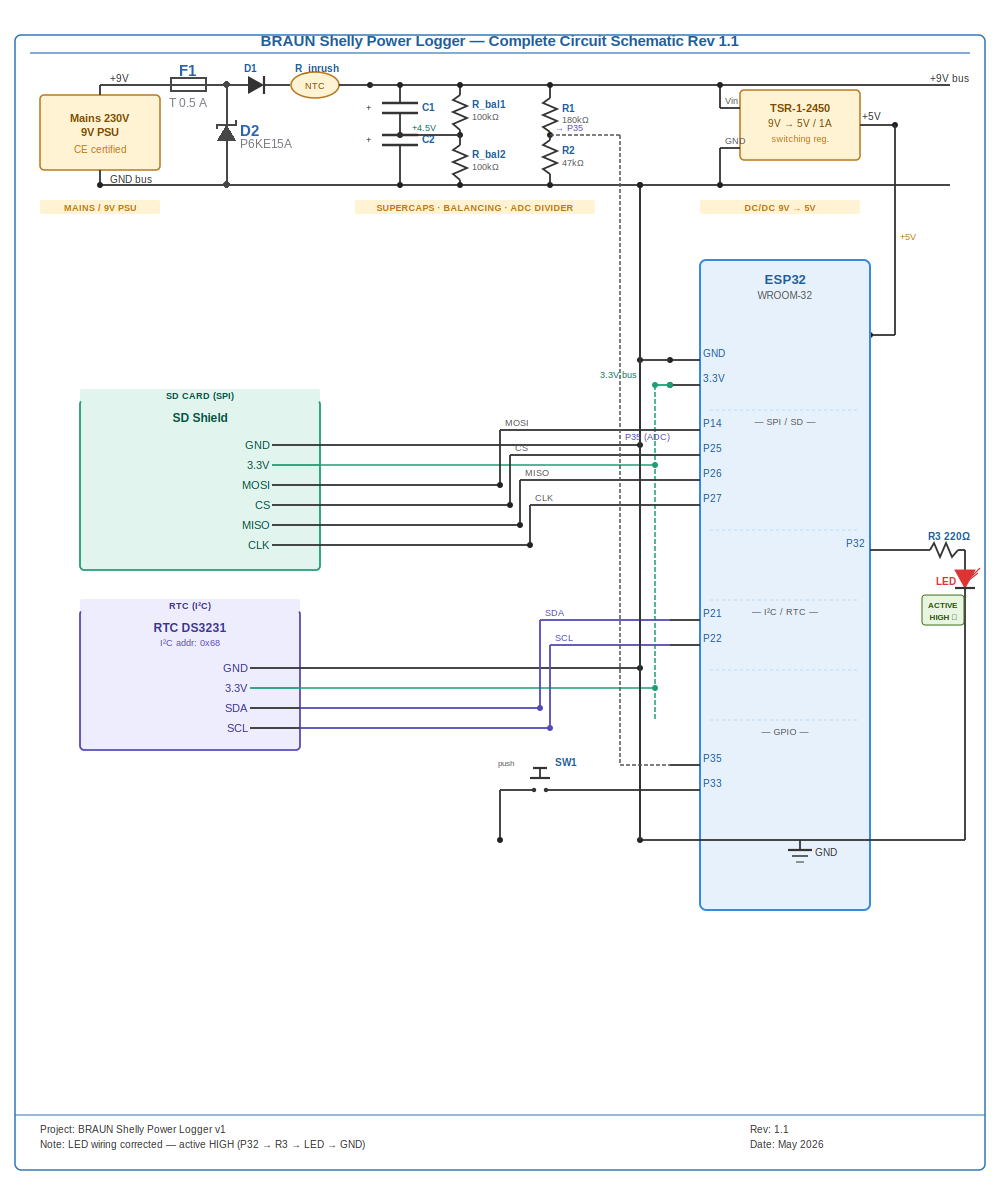 BRAUN Shelly Power Logger — Complete Circuit Schematic Rev 1.1
+9V
F1
T 0.5 A
D1
R_inrush
NTC
+9V bus
Mains 230V
9V PSU
CE certified
D2
P6KE15A
GND bus
+
C1
+4.5V
+
C2
R_bal1
100kΩ
R_bal2
100kΩ
R1
180kΩ
→ P35
R2
47kΩ
Vin
GND
TSR-1-2450
9V → 5V / 1A
switching reg.
+5V
MAINS / 9V PSU
SUPERCAPS · BALANCING · ADC DIVIDER
DC/DC 9V → 5V
+5V
ESP32
WROOM-32
GND
3.3V bus
3.3V
SD CARD (SPI)
SD Shield
GND
3.3V
MOSI
CS
MISO
CLK
MOSI
CS
MISO
CLK
P35 (ADC)
P14
— SPI / SD —
P25
P26
P27
P32
R3 220Ω
LED
ACTIVE
HIGH
RTC (I²C)
RTC DS3231
I²C addr: 0x68
GND
3.3V
SDA
SCL
SDA
SCL
P21
— I²C / RTC —
P22
— GPIO —
push
SW1
P35
P33
GND
Project: BRAUN Shelly Power Logger v1
Note: LED wiring corrected — active HIGH (P32 → R3 → LED → GND)
Rev: 1.1
Date: May 2026